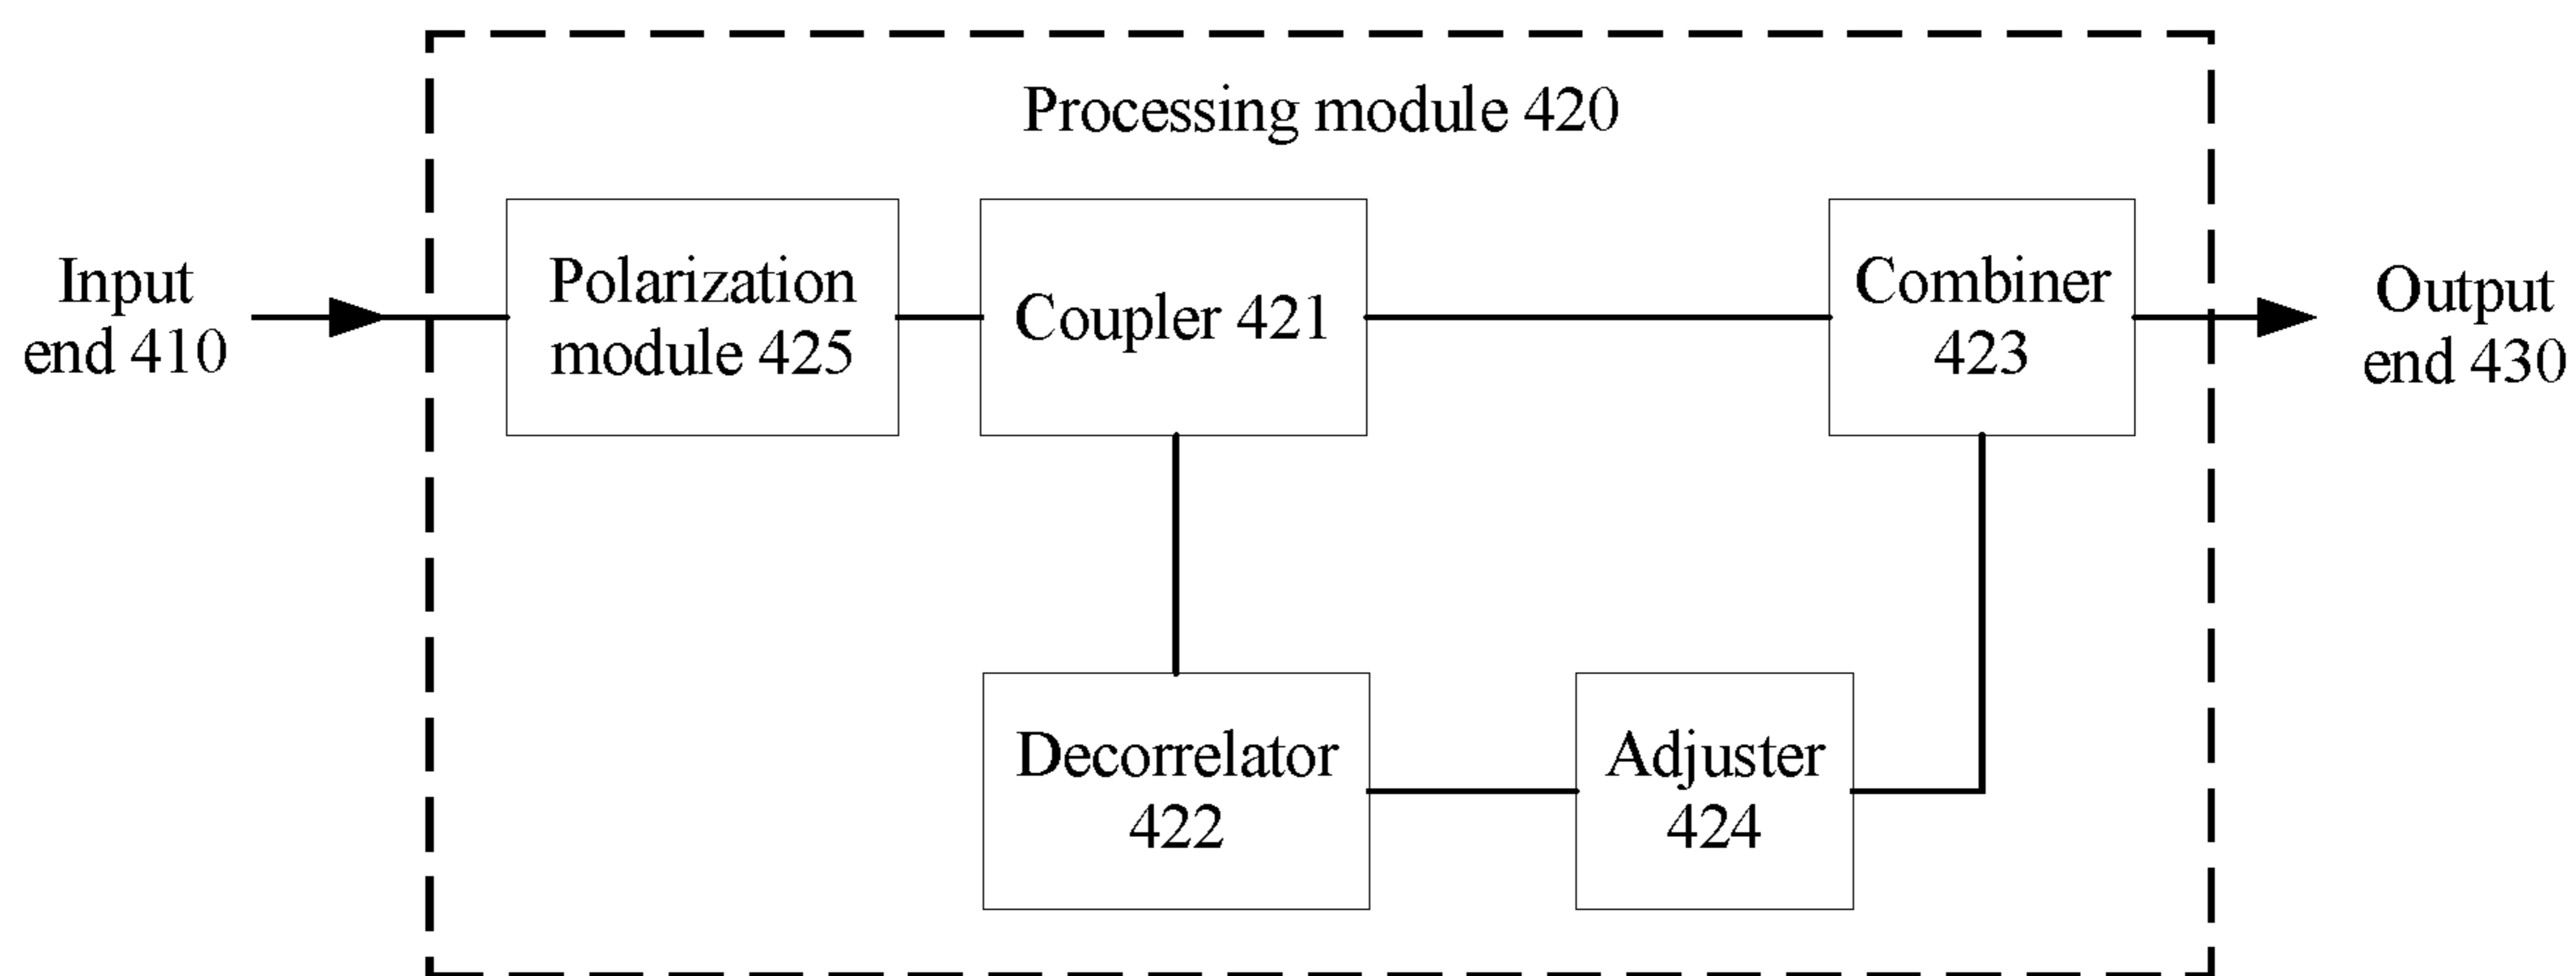 Processing module 420
Input
end 410
Polarization
module 425
Coupler 421
Combiner
423
Output
end 430
Decorrelator
422
Adjuster
424